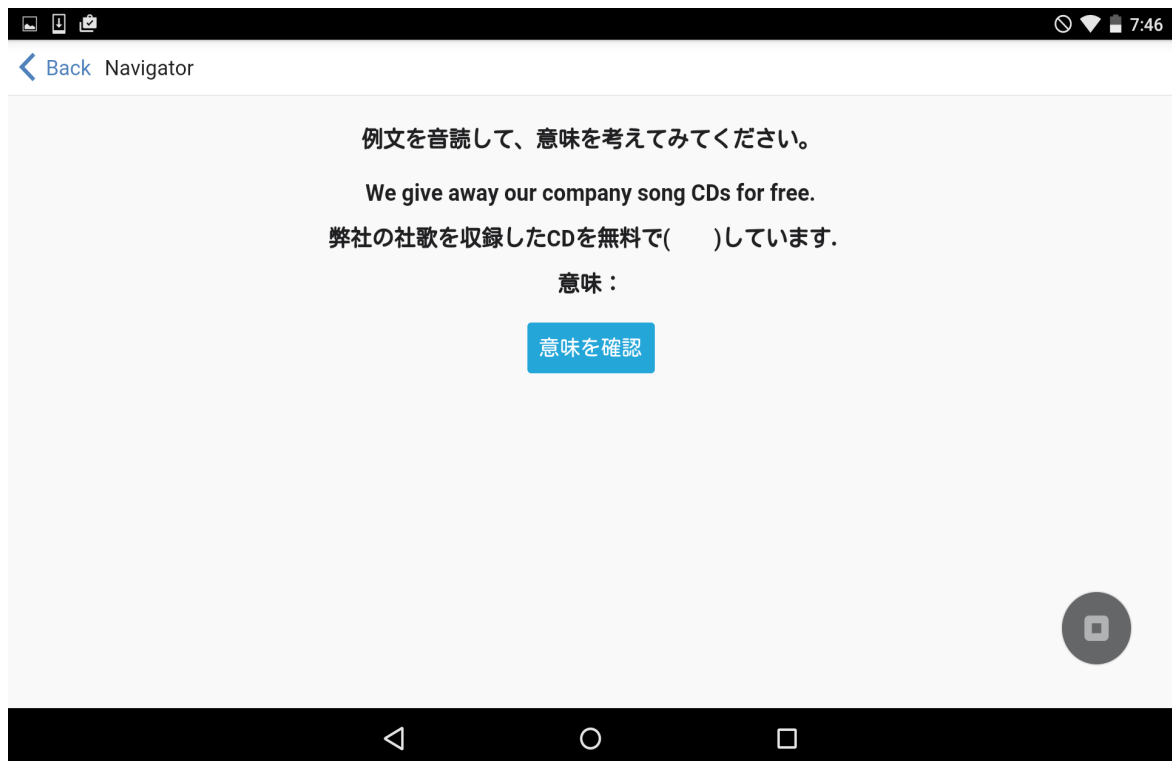 7:46
Back Navigator
例文を音読して、意味を考えてみてください。
We give away our company song CDs for free.
弊社の社歌を収録したCDを無料で(　　)しています.
意味：
意味を確認